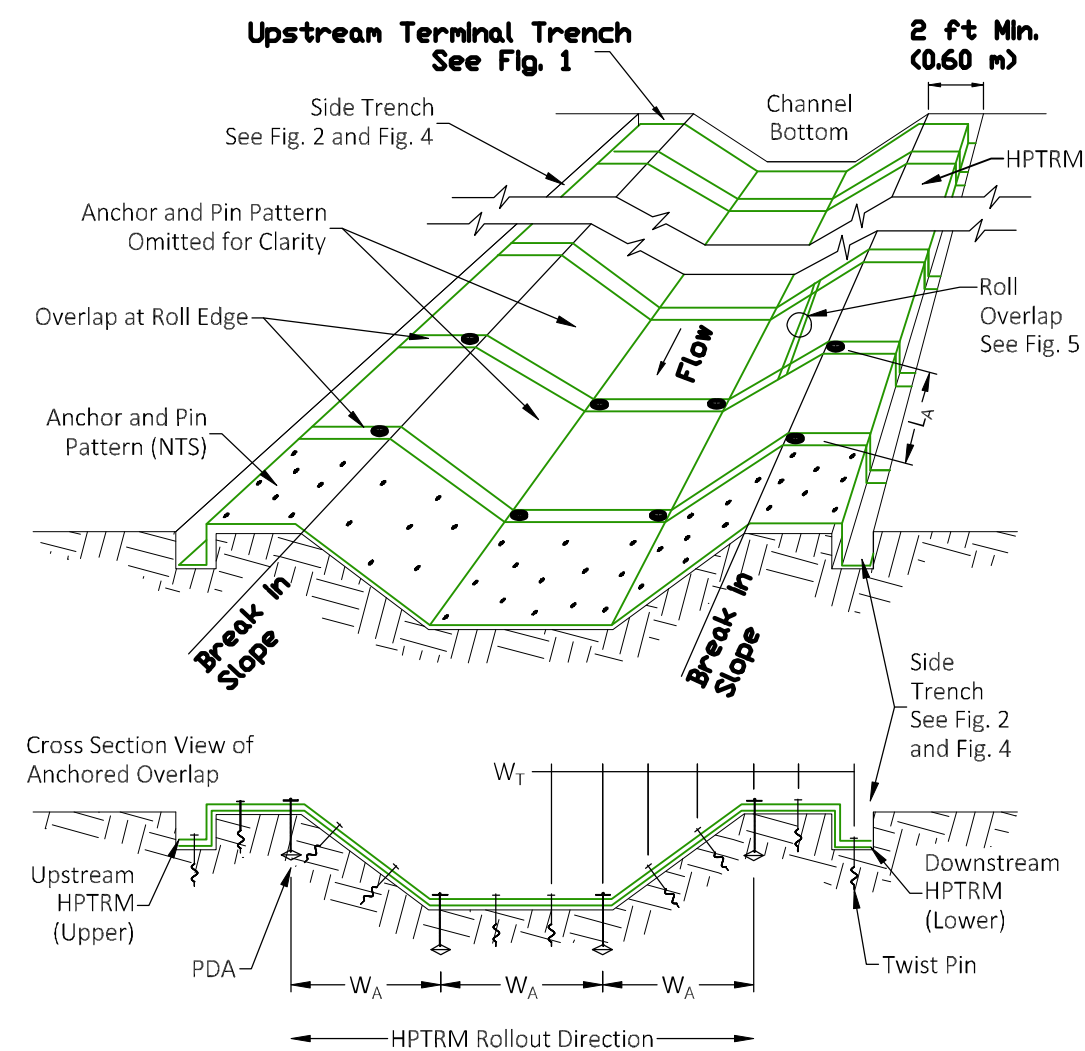 Upstream Terminal Trench
See Fig. 1
2 ft Min.
(0.60 m)
Side Trench
See Fig. 2 and Fig. 4
Channel
Bottom
HPTRM
Anchor and Pin Pattern
Omitted for Clarity
Roll
Overlap
See Fig. 5
Overlap at Roll Edge
Flow
Anchor and Pin
Pattern (NTS)
LA
Break In
Slope
Break In
Slope
Side
Trench
See Fig. 2
and Fig. 4
Cross Section View of
Anchored Overlap
WT
Upstream
HPTRM
(Upper)
Downstream
HPTRM
(Lower)
PDA
Twist Pin
WA
WA
WA
HPTRM Rollout Direction